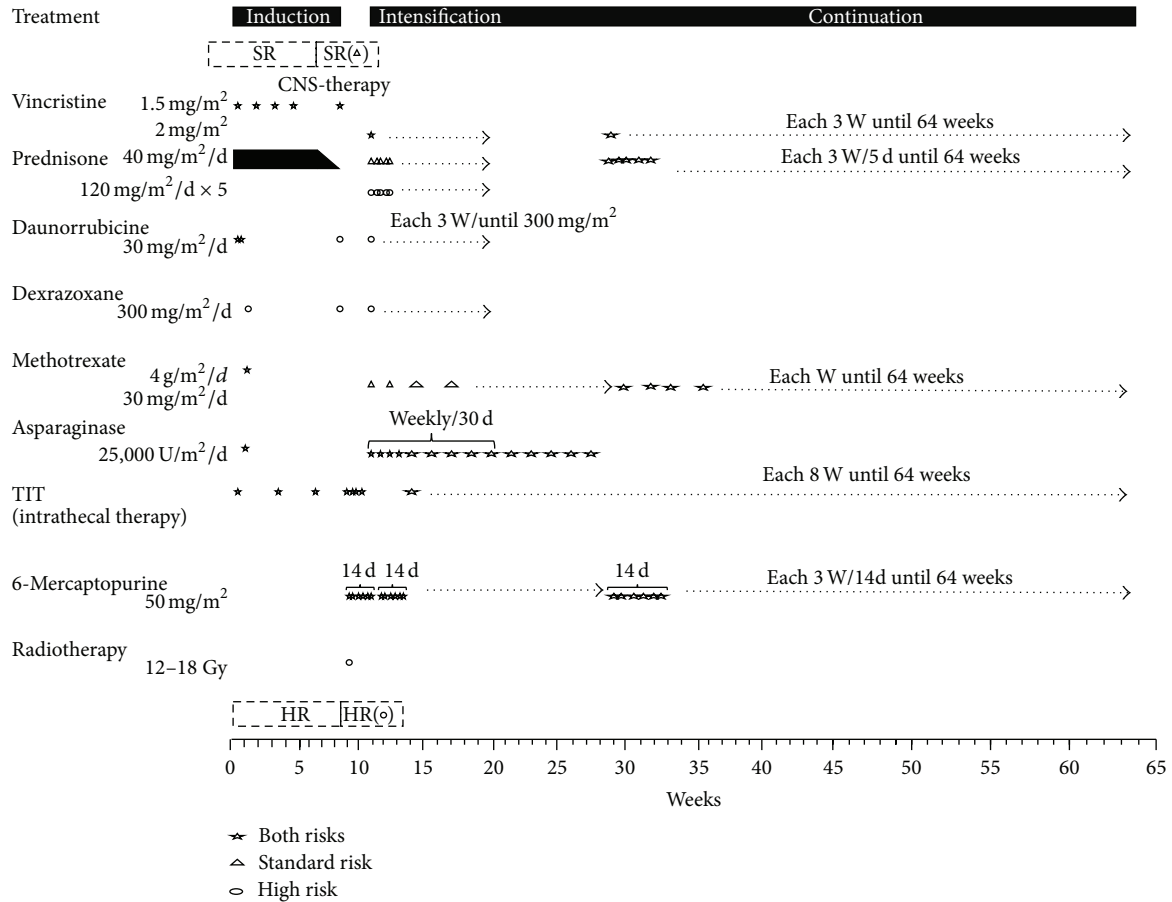 Treatment Induction Intensification Continuation
SR SR(△)
CNS-therapy
Vincristine 1.5 mg/m²
2 mg/m² Each 3 W until 64 weeks
Prednisone 40 mg/m²/d Each 3 W/5 d until 64 weeks
120 mg/m²/d × 5
Each 3 W/until 300 mg/m²
Daunorrubicine
30 mg/m²/d
Dexrazoxane
300 mg/m²/d
Methotrexate
4 g/m²/d Each W until 64 weeks
30 mg/m²/d
Asparaginase Weekly/30 d
25,000 U/m²/d
Each 8 W until 64 weeks
TIT
(intrathecal therapy)
6-Mercaptopurine 14 d 14 d 14 d Each 3 W/14d until 64 weeks
50 mg/m²
Radiotherapy
12–18 Gy
HR HR(○)
0 5 10 15 20 25 30 35 40 45 50 55 60 65
Weeks
Both risks
Standard risk
High risk